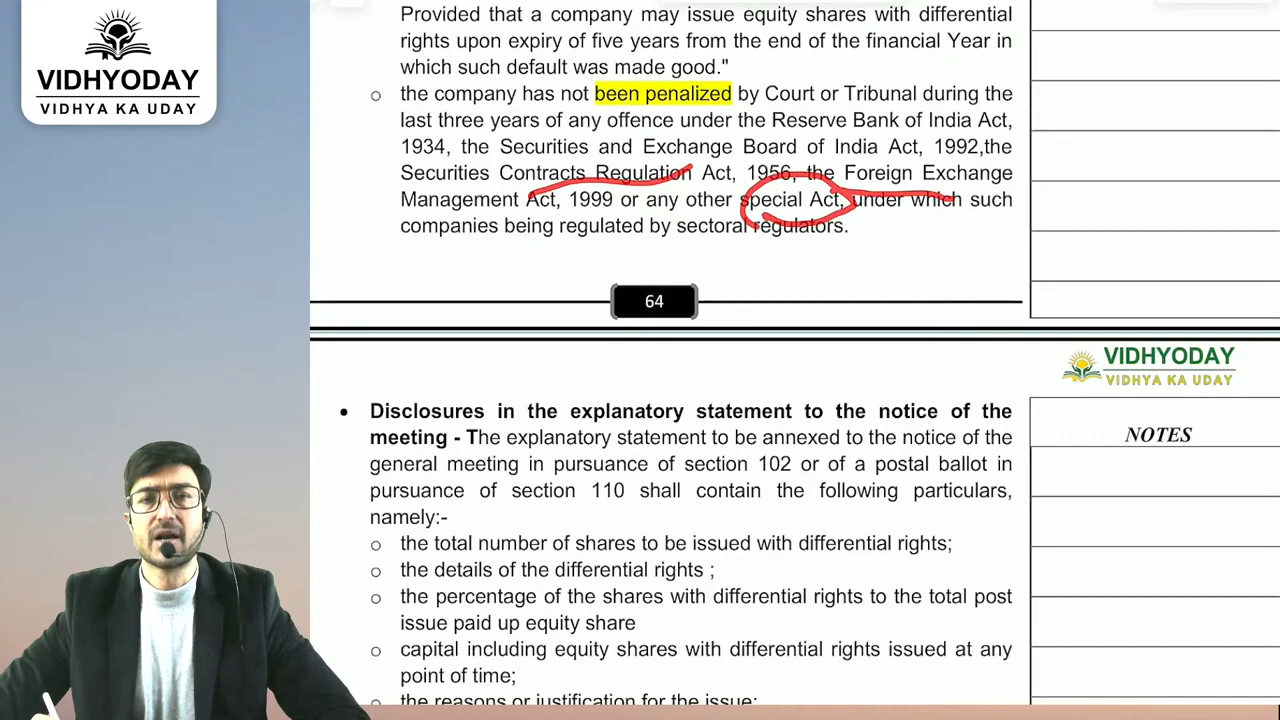 VIDHYODAY
VIDHYA KA UDAY
Provided that a company may issue equity shares with differential
rights upon expiry of five years from the end of the financial Year in
which such default was made good."
o the company has not been penalized by Court or Tribunal during the
last three years of any offence under the Reserve Bank of India Act,
1934, the Securities and Exchange Board of India Act, 1992,the
Securities Contracts Regulation Act, 1956, the Foreign Exchange
Management Act, 1999 or any other special Act, under which such
companies being regulated by sectoral regulators.
64
VIDHYODAY
VIDHYA KA UDAY
NOTES
• Disclosures in the explanatory statement to the notice of the
meeting - The explanatory statement to be annexed to the notice of the
general meeting in pursuance of section 102 or of a postal ballot in
pursuance of section 110 shall contain the following particulars,
namely:-
o the total number of shares to be issued with differential rights;
o the details of the differential rights ;
o the percentage of the shares with differential rights to the total post
issue paid up equity share
o capital including equity shares with differential rights issued at any
point of time;
o the reasons or justification for the issue;